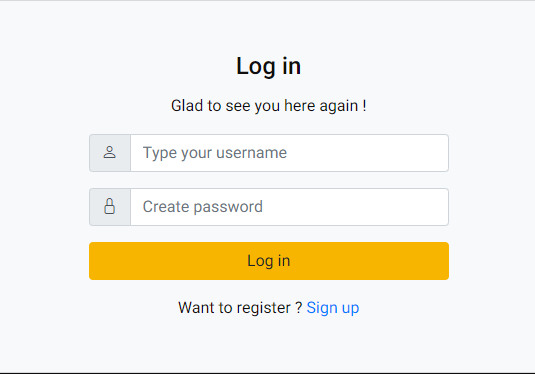 Log in
Glad to see you here again !
Type your username
Create password
Log in
Want to register ? Sign up